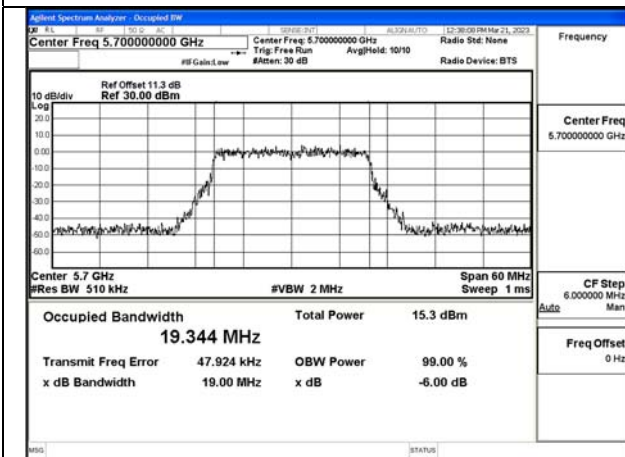 Agilent Spectrum Analyzer - Occupied BW
RL RF 50 Ω AC SENSE:INT ALIGN AUTO 12:38:08 PM Mar 21, 2023
Center Freq 5.700000000 GHz
Center Freq: 5.700000000 GHz
Radio Std: None
Trig: Free Run Avg|Hold: 10/10
#IFGain:Low #Atten: 30 dB Radio Device: BTS
Ref Offset 11.3 dB
10 dB/div Ref 30.00 dBm
Log
20.0
10.0
0.00
-10.0
-20.0
-30.0
-40.0
-50.0
-60.0
Center 5.7 GHz Span 60 MHz
#Res BW 510 kHz #VBW 2 MHz Sweep 1 ms
Occupied Bandwidth Total Power 15.3 dBm
19.344 MHz
Transmit Freq Error 47.924 kHz OBW Power 99.00 %
x dB Bandwidth 19.00 MHz x dB -6.00 dB
MSG STATUS
Frequency
Center Freq
5.700000000 GHz
CF Step
6.000000 MHz
Auto Man
Freq Offset
0 Hz